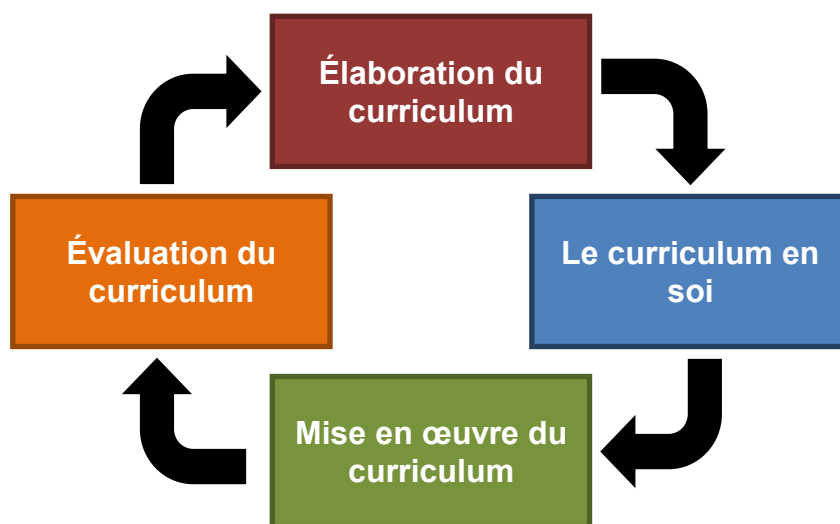 Élaboration du
curriculum
Le curriculum en
soi
Mise en œuvre du
curriculum
Évaluation du
curriculum